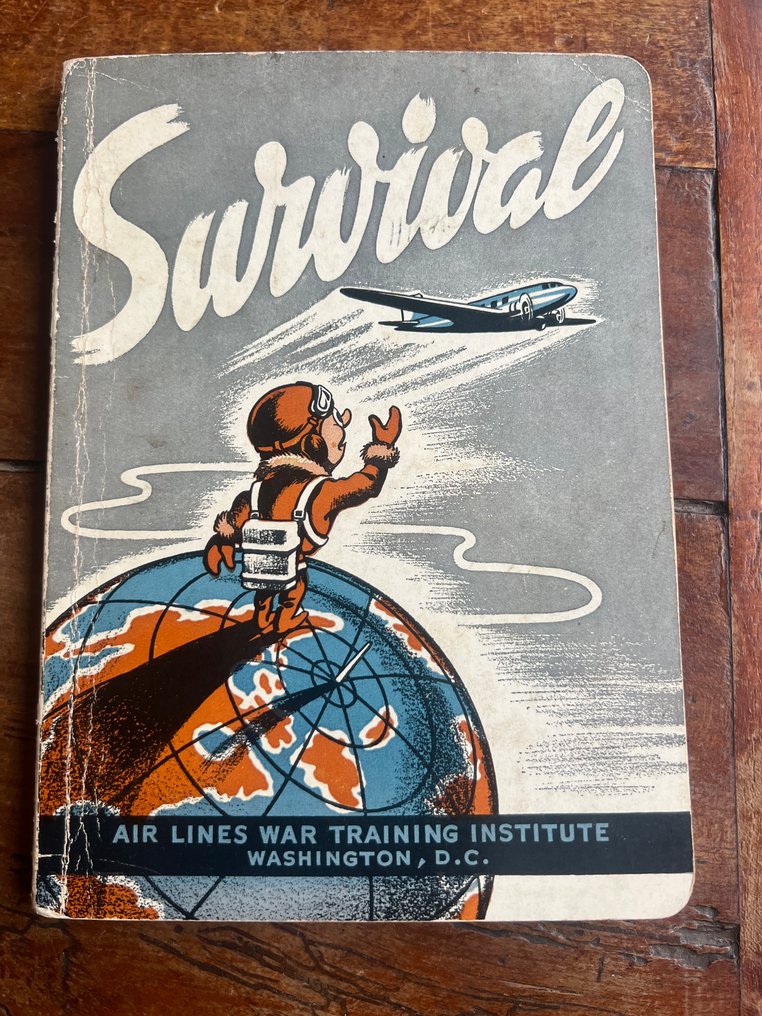 Survival
AIR LINES WAR TRAINING INSTITUTE
WASHINGTON, D.C.